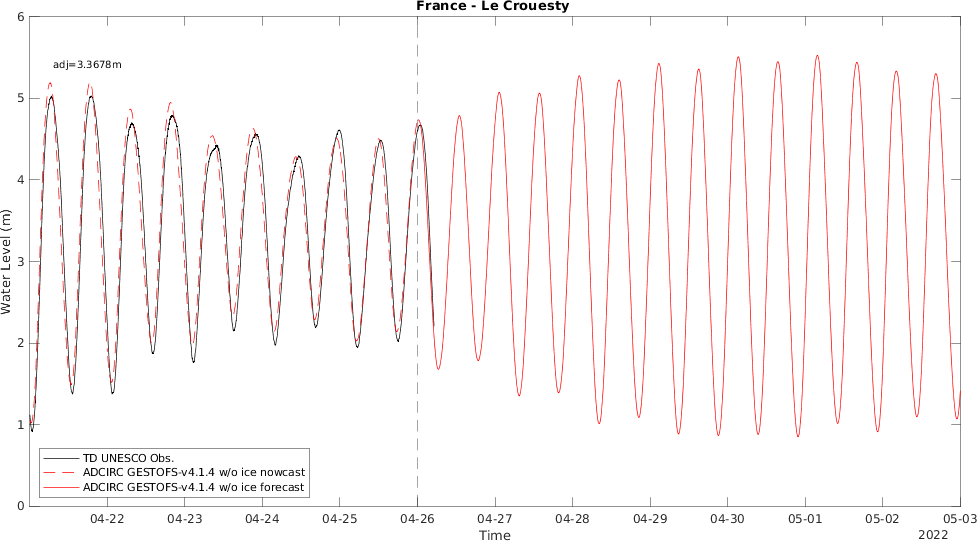 France - Le Crouesty
adj=3.3678m
Water Level (m)
6
5
4
3
2
1
0
TD UNESCO Obs.
ADCIRC GESTOFS-v4.1.4 w/o ice nowcast
ADCIRC GESTOFS-v4.1.4 w/o ice forecast
04-22 04-23 04-24 04-25 04-26 04-27 04-28 04-29 04-30 05-01 05-02 05-03
Time
2022